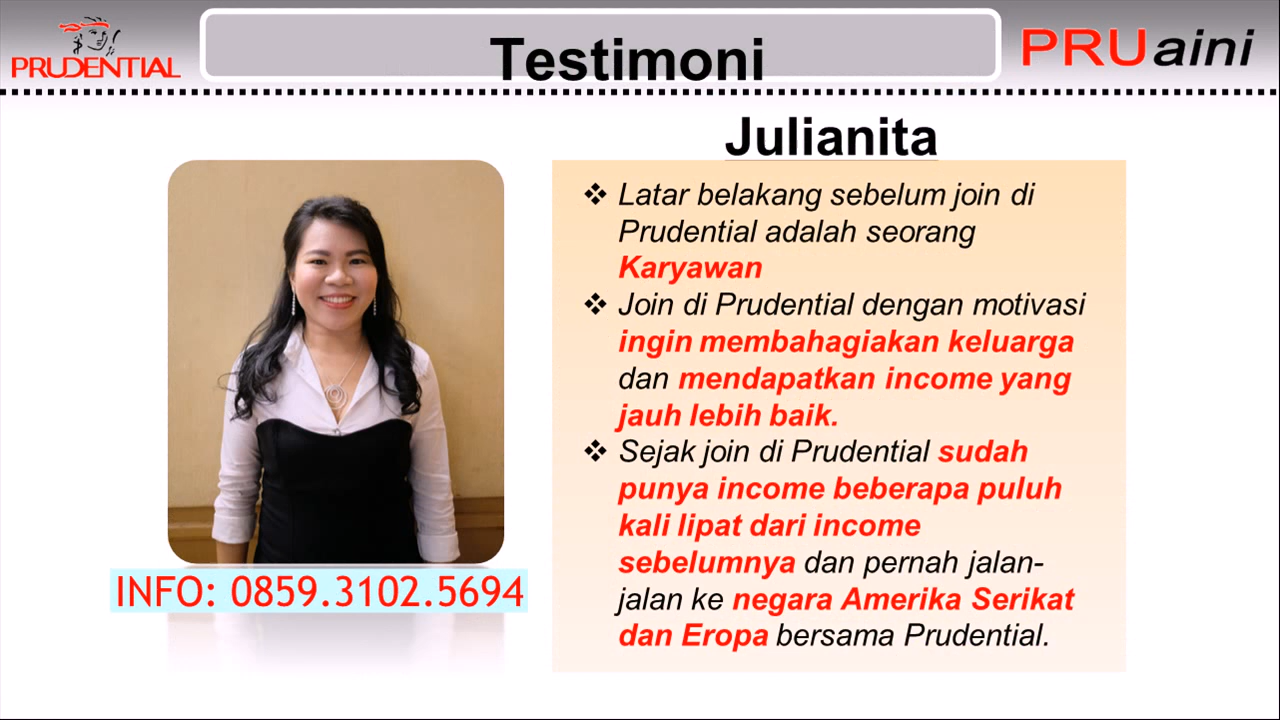 PRUDENTIAL
Testimoni
PRUaini
Julianita
❖ Latar belakang sebelum join di
Prudential adalah seorang
Karyawan
❖ Join di Prudential dengan motivasi
ingin membahagiakan keluarga
dan mendapatkan income yang
jauh lebih baik.
❖ Sejak join di Prudential sudah
punya income beberapa puluh
kali lipat dari income
sebelumnya dan pernah jalan-
jalan ke negara Amerika Serikat
dan Eropa bersama Prudential.
INFO: 0859.3102.5694